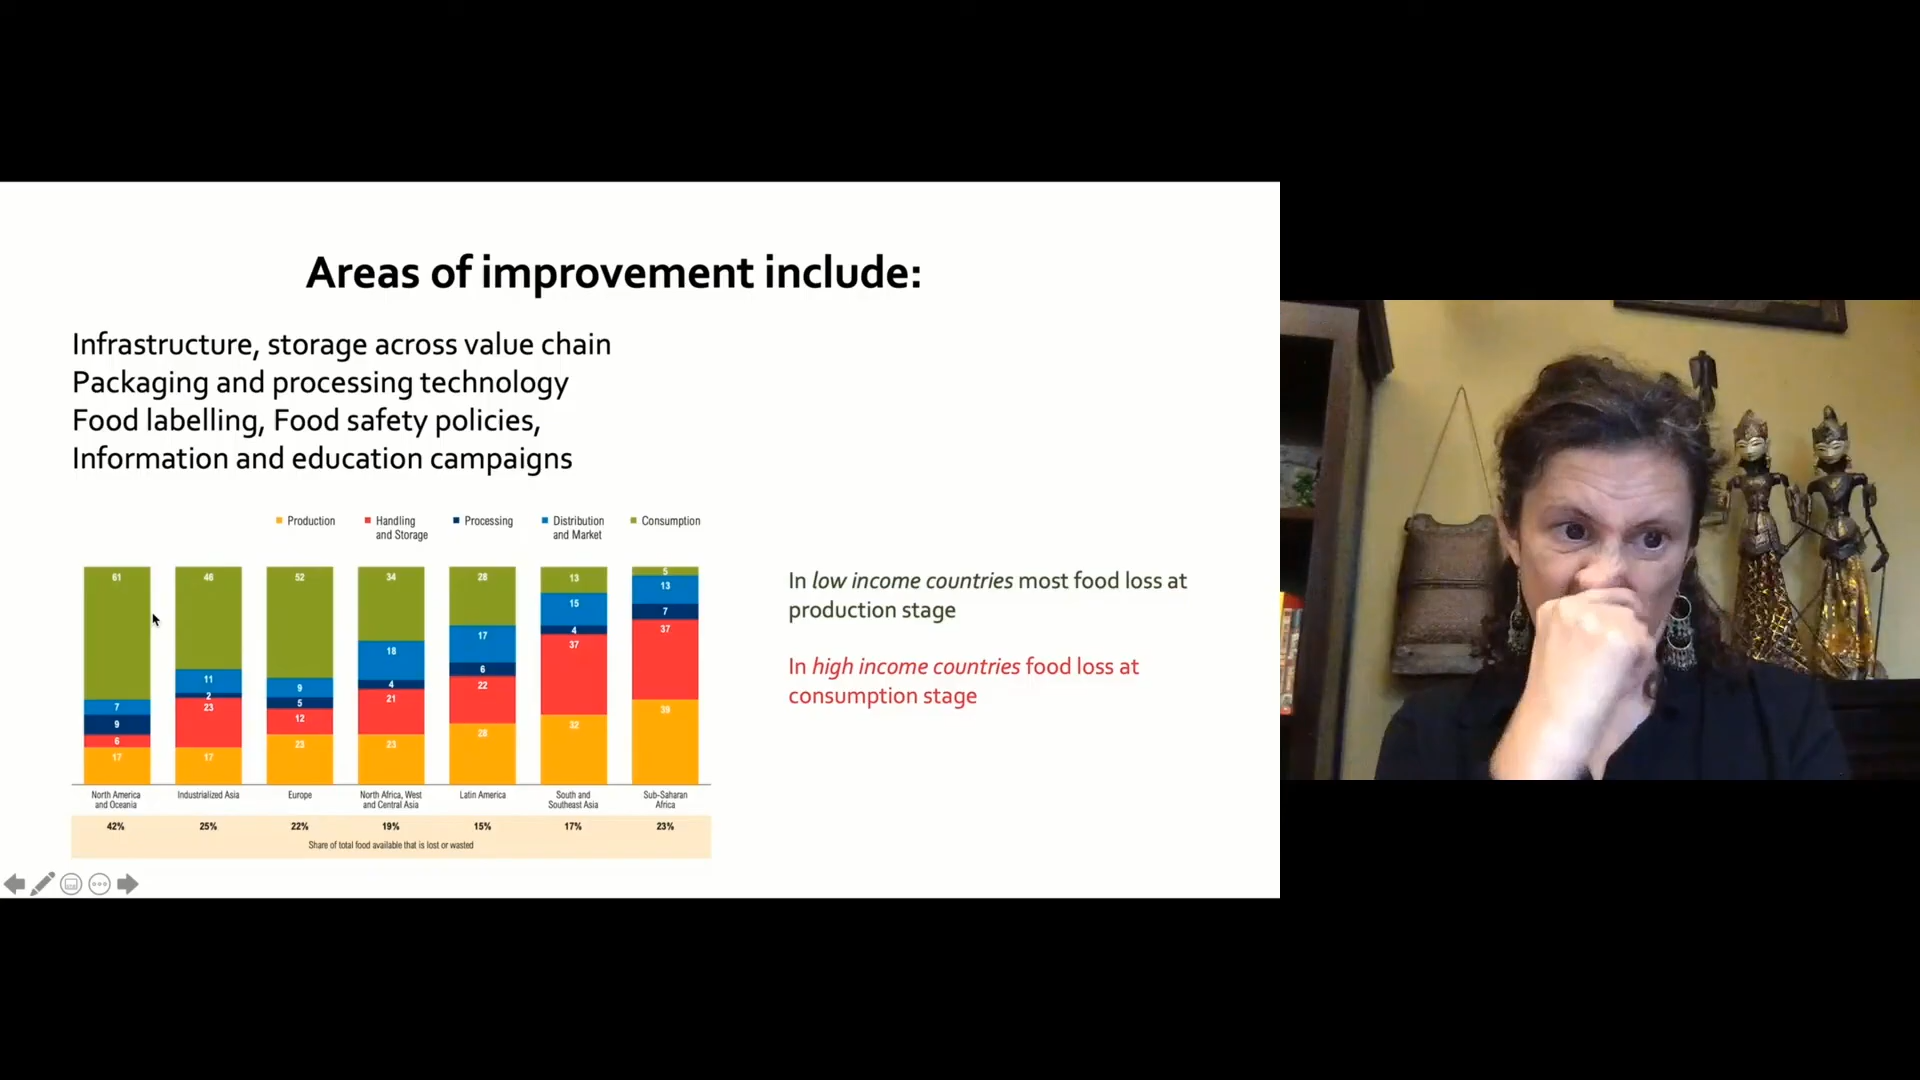 Areas of improvement include:
Infrastructure, storage across value chain
Packaging and processing technology
Food labelling, Food safety policies,
Information and education campaigns
Production
Handling
and Storage
Processing
Distribution
and Market
Consumption
61
7
9
6
17
46
11
2
23
17
52
9
5
12
23
34
18
4
21
23
28
17
6
22
28
13
15
4
37
32
5
13
7
37
39
North America
and Oceania
Industrialized Asia
Europe
North Africa, West
and Central Asia
Latin America
South and
Southeast Asia
Sub-Saharan
Africa
42% 25% 22% 19% 15% 17% 23%
Share of total food available that is lost or wasted
In low income countries most food loss at
production stage
In high income countries food loss at
consumption stage